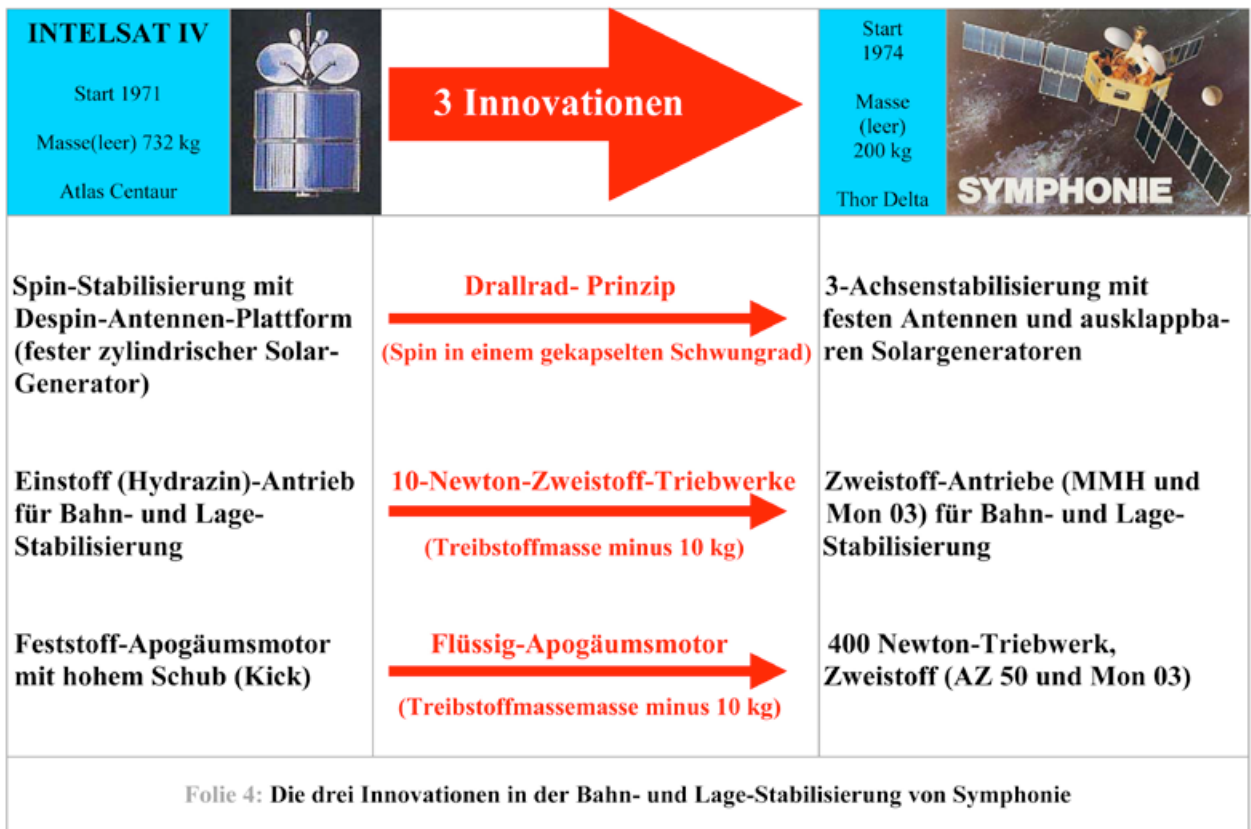 INTELSAT IV
Start 1971
Masse(leer) 732 kg
Atlas Centaur
3 Innovationen
Start
1974
Masse
(leer)
200 kg
Thor Delta
SYMPHONIE
Spin-Stabilisierung mit
Despin-Antennen-Plattform
(fester zylindrischer Solar-
Generator)
Drallrad- Prinzip
(Spin in einem gekapselten Schwungrad)
3-Achsenstabilisierung mit
festen Antennen und ausklappba-
ren Solargeneratoren
Einstoff (Hydrazin)-Antrieb
für Bahn- und Lage-
Stabilisierung
10-Newton-Zweistoff-Triebwerke
(Treibstoffmasse minus 10 kg)
Zweistoff-Antriebe (MMH und
Mon 03) für Bahn- und Lage-
Stabilisierung
Feststoff-Apogäumsmotor
mit hohem Schub (Kick)
Flüssig-Apogäumsmotor
(Treibstoffmassemasse minus 10 kg)
400 Newton-Triebwerk,
Zweistoff (AZ 50 und Mon 03)
Folie 4: Die drei Innovationen in der Bahn- und Lage-Stabilisierung von Symphonie